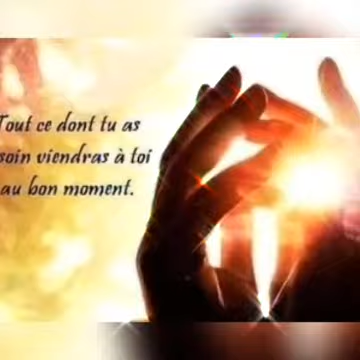 Tout ce dont tu as
soin viendras à toi
au bon moment.